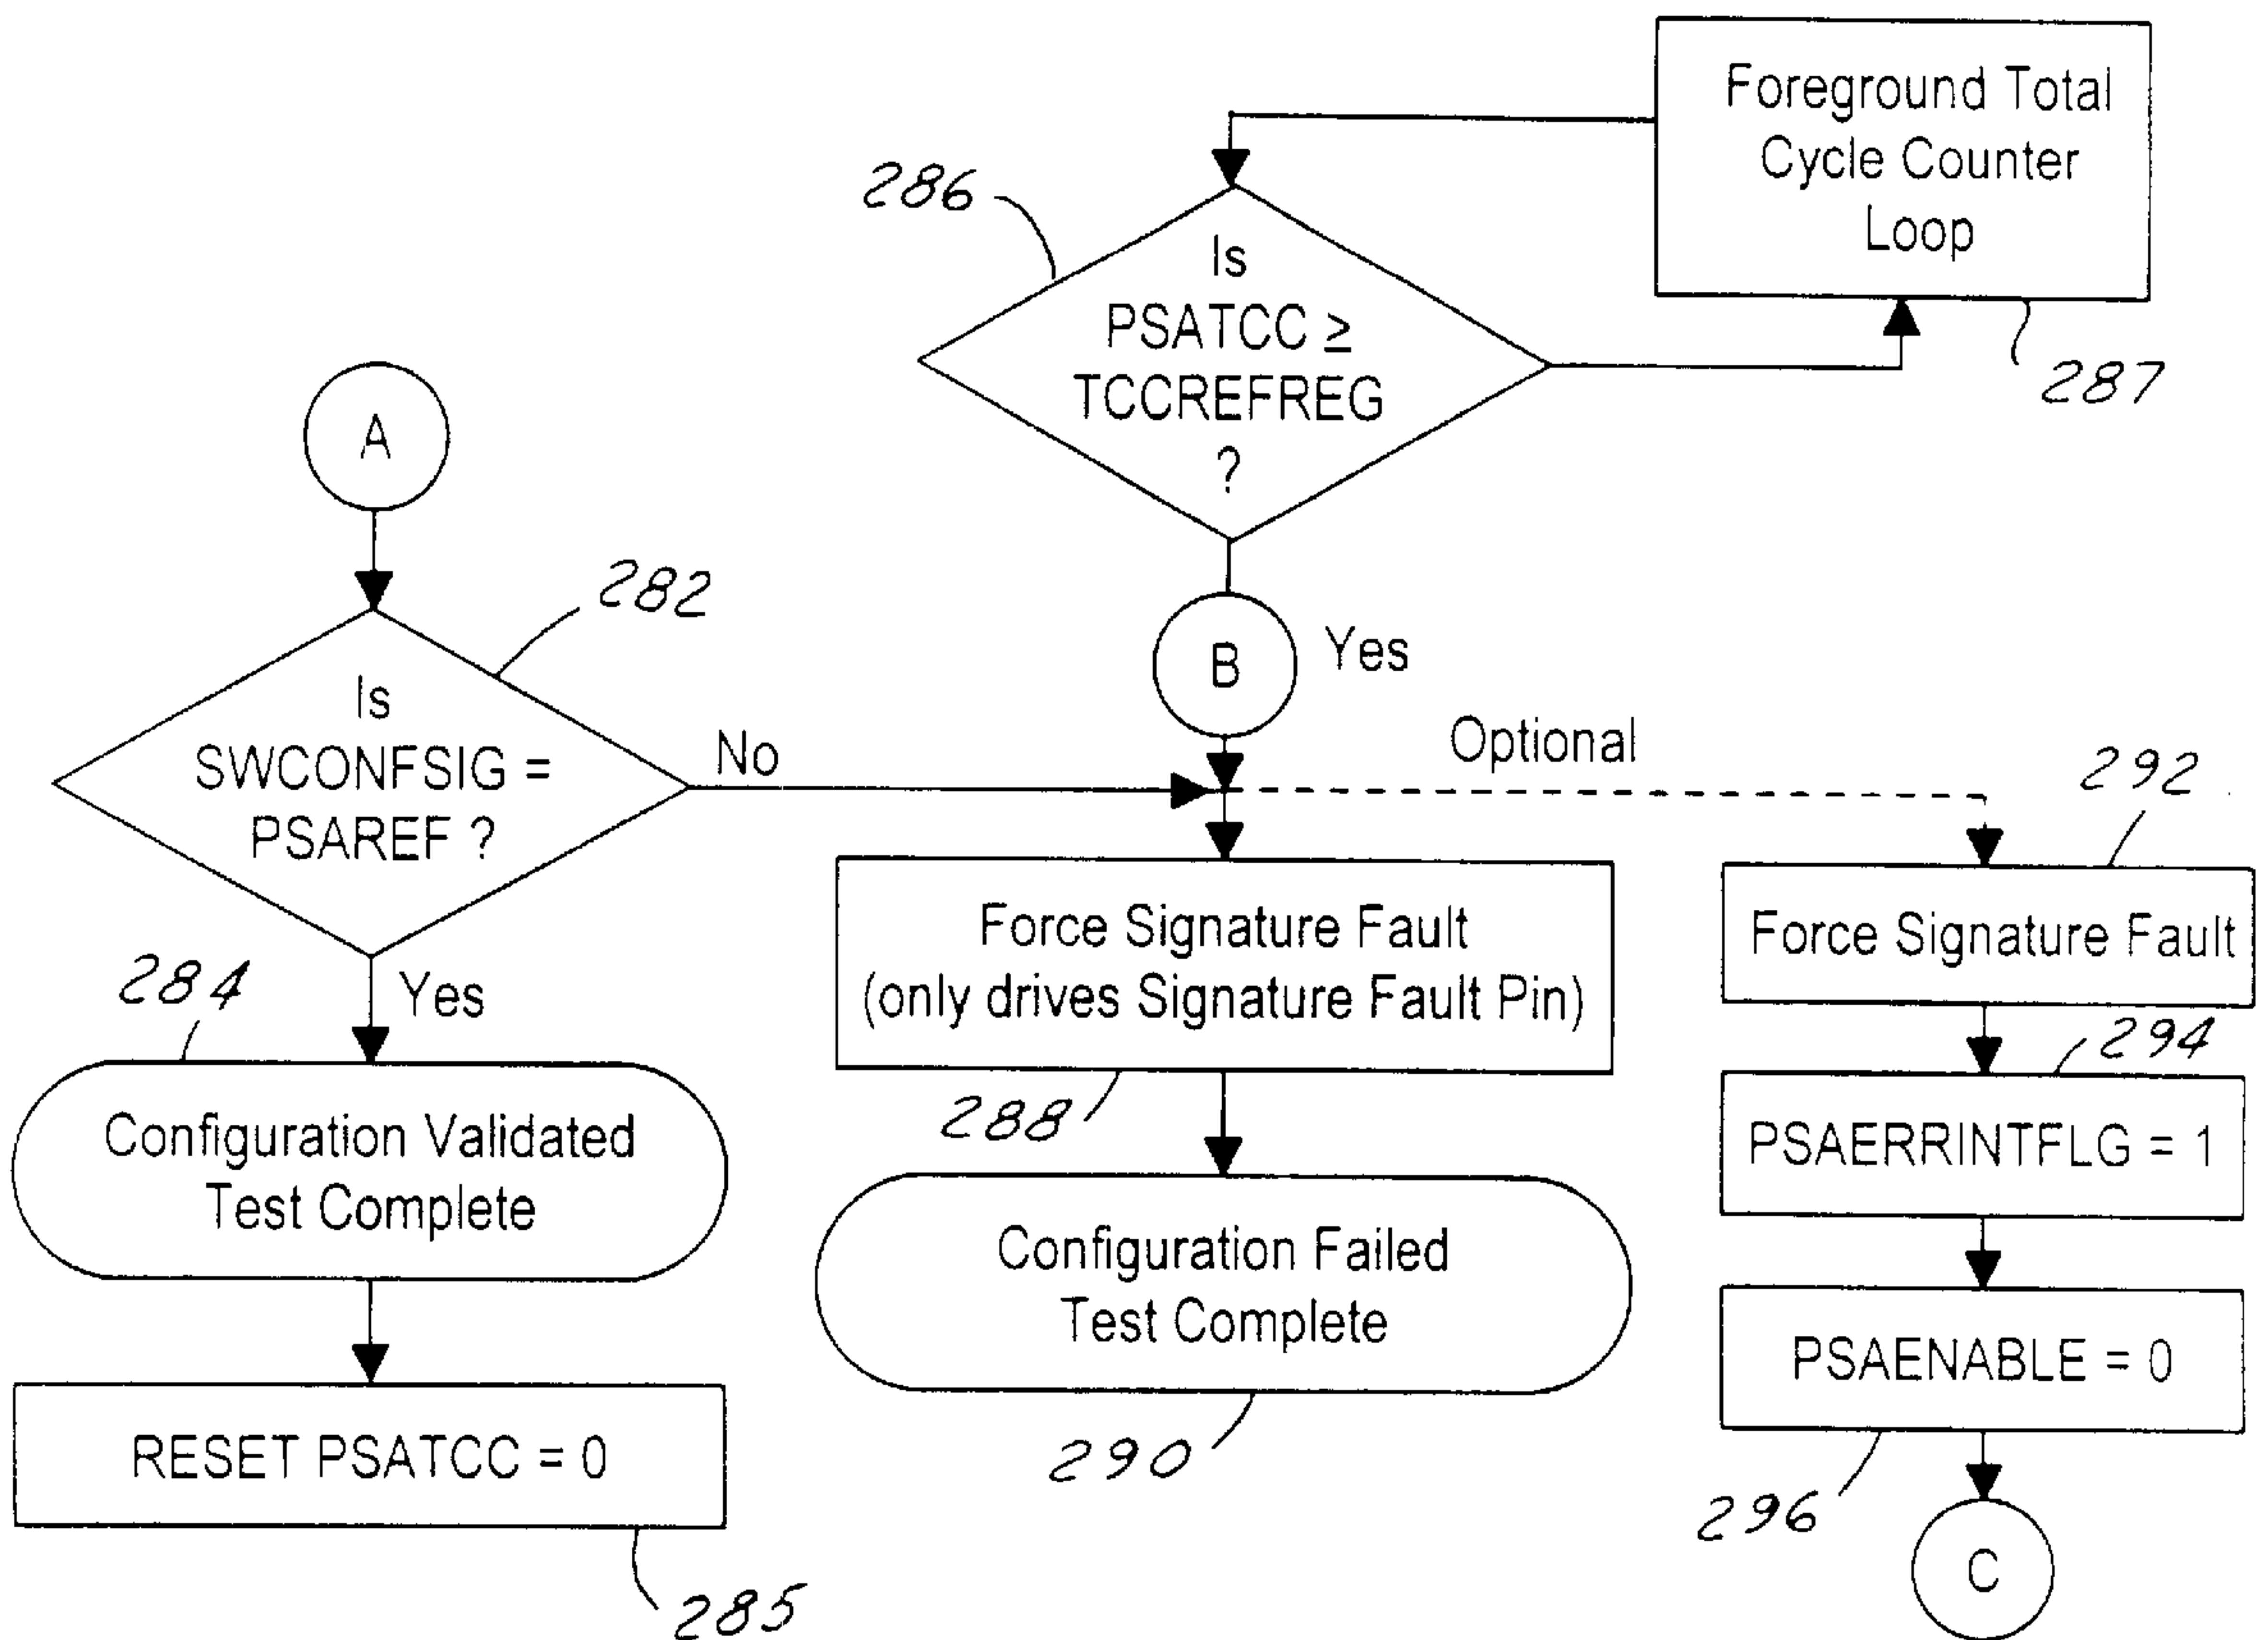 Foreground Total
Cycle Counter
Loop
287
286
Is
PSATCC ≥
TCCREFREG
?
B
Yes
A
282
Is
SWCONFSIG =
PSAREF ?
No
Yes
Optional
284
Configuration Validated
Test Complete
RESET PSATCC = 0
285
Force Signature Fault
(only drives Signature Fault Pin)
288
Configuration Failed
Test Complete
290
292
Force Signature Fault
294
PSAERRINTFLG = 1
PSAENABLE = 0
296
C